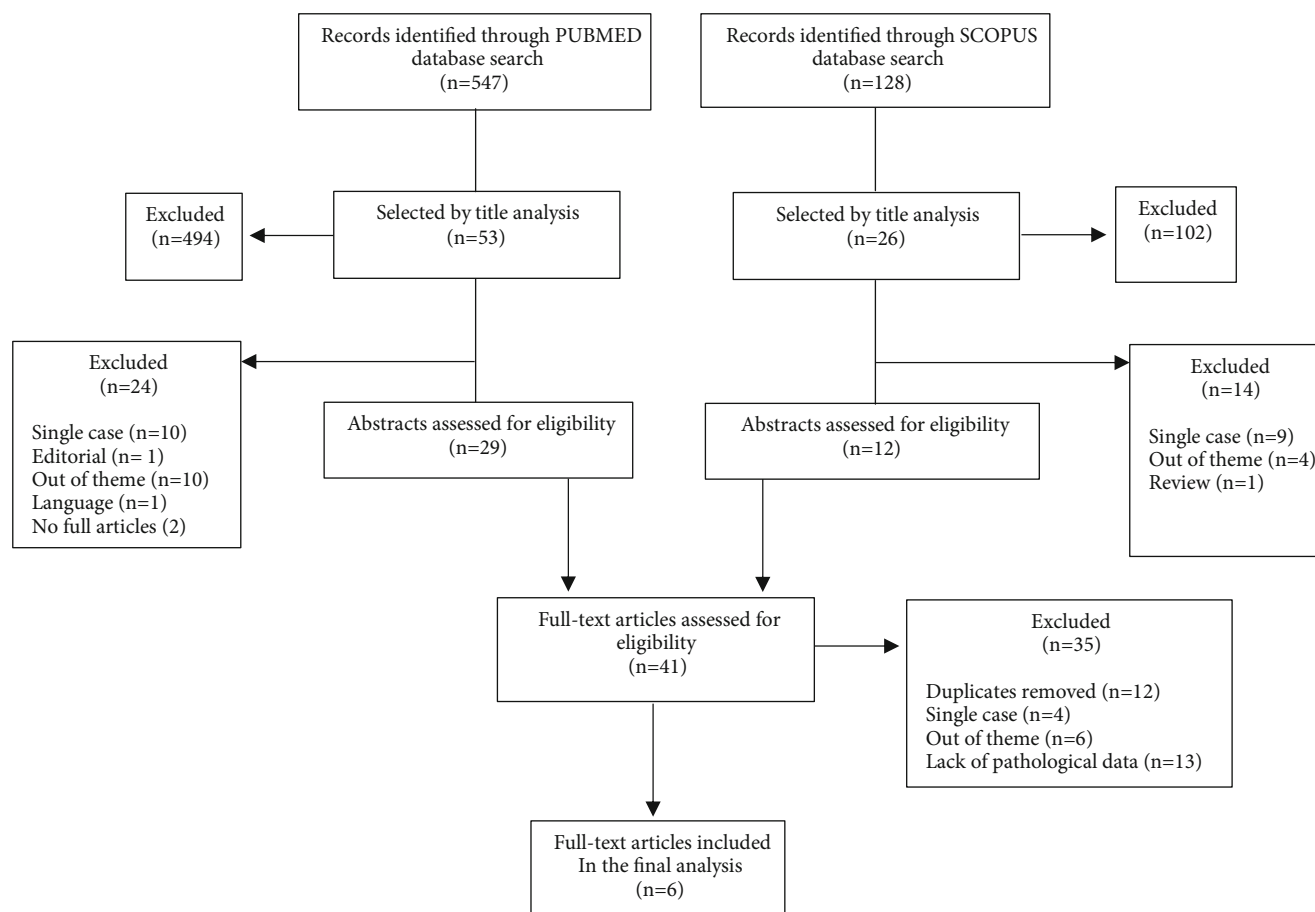 Records identified through PUBMED
database search
(n=547)
Records identified through SCOPUS
database search
(n=128)
Excluded
(n=494)
Selected by title analysis
(n=53)
Selected by title analysis
(n=26)
Excluded
(n=102)
Excluded
(n=24)
Single case (n=10)
Editorial (n= 1)
Out of theme (n=10)
Language (n=1)
No full articles (2)
Abstracts assessed for eligibility
(n=29)
Abstracts assessed for eligibility
(n=12)
Excluded
(n=14)
Single case (n=9)
Out of theme (n=4)
Review (n=1)
Full-text articles assessed for
eligibility
(n=41)
Excluded
(n=35)
Duplicates removed (n=12)
Single case (n=4)
Out of theme (n=6)
Lack of pathological data (n=13)
Full-text articles included
In the final analysis
(n=6)